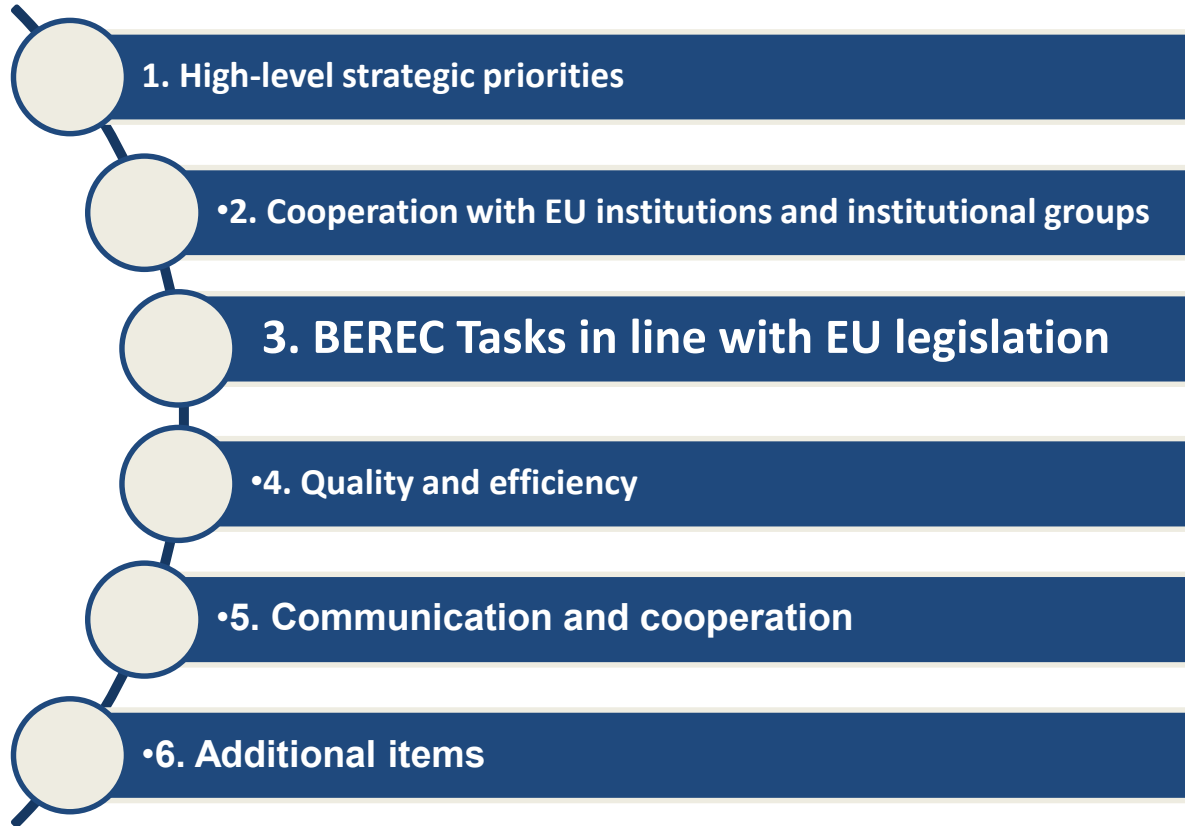 1. High-level strategic priorities
•2. Cooperation with EU institutions and institutional groups
3. BEREC Tasks in line with EU legislation
•4. Quality and efficiency
•5. Communication and cooperation
•6. Additional items